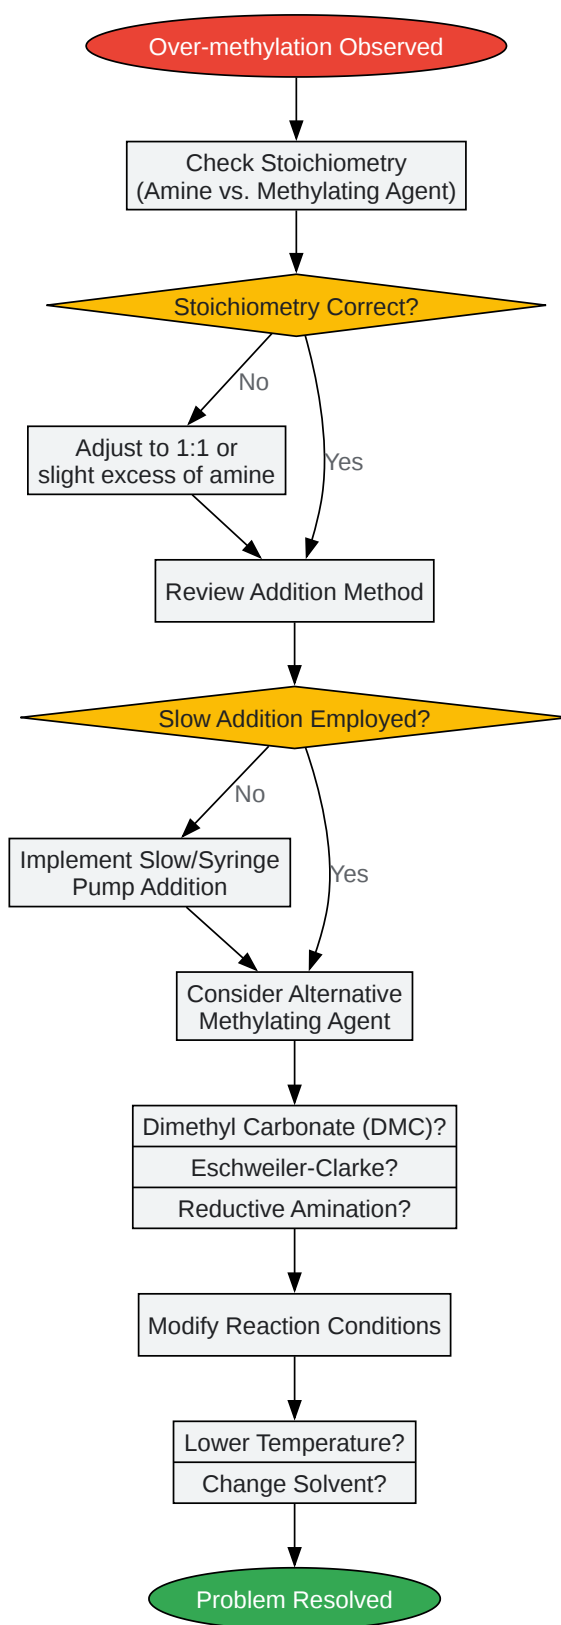 Over-methylation Observed
Check Stoichiometry
(Amine vs. Methylating Agent)
Stoichiometry Correct?
No
Yes
Adjust to 1:1 or
slight excess of amine
Review Addition Method
Slow Addition Employed?
No
Yes
Implement Slow/Syringe
Pump Addition
Consider Alternative
Methylating Agent
Dimethyl Carbonate (DMC)?
Eschweiler-Clarke?
Reductive Amination?
Modify Reaction Conditions
Lower Temperature?
Change Solvent?
Problem Resolved